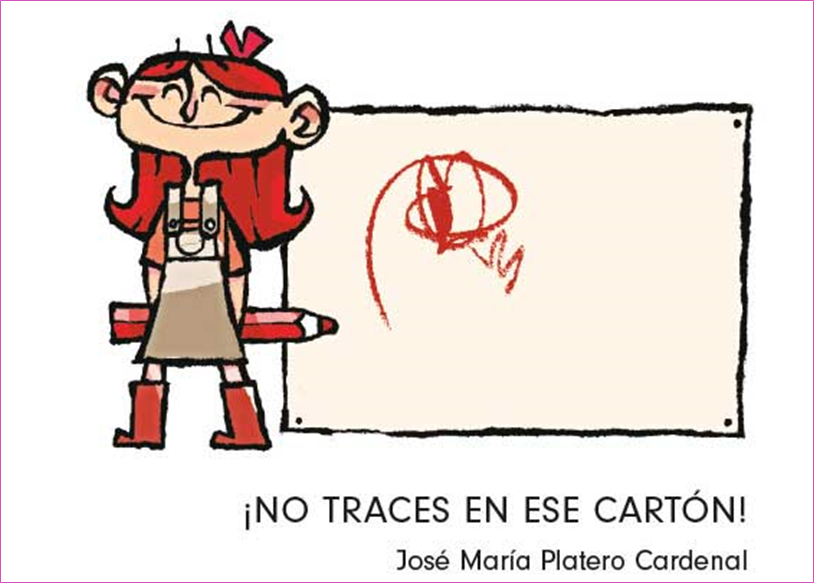 ¡NO TRACES EN ESE CARTÓN!
José María Platero Cardenal